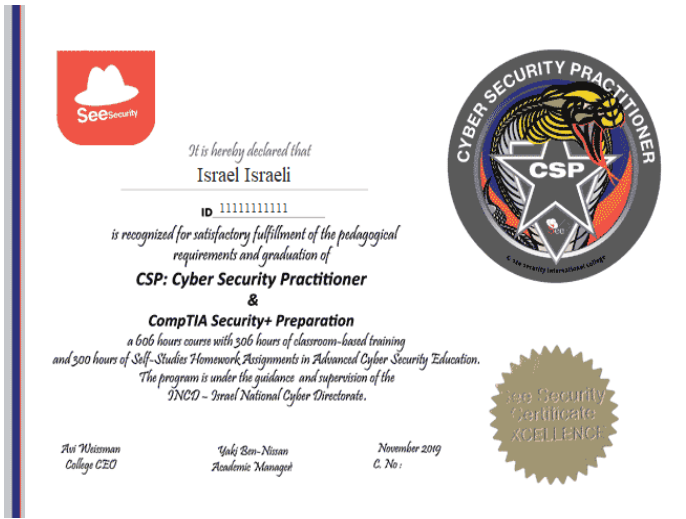 SeeSecurity
CYBER SECURITY PRACTITIONER
CSP
See
See security international college
It is hereby declared that
Israel Israeli
ID 11111111111
is recognized for satisfactory fulfillment of the pedagogical
requirements and graduation of
CSP: Cyber Security Practitioner
&
CompTIA Security+ Preparation
a 606 hours course with 306 hours of classroom-based training
and 300 hours of Self-Studies Homework Assignments in Advanced Cyber Security Education.
The program is under the guidance and supervision of the
INCD – Israel National Cyber Directorate.
See Security
Certificate
XCELLENCE
Avi Weissman
College CEO
Yaki Ben-Nissan
Academic Manager
November 2019
C. No :